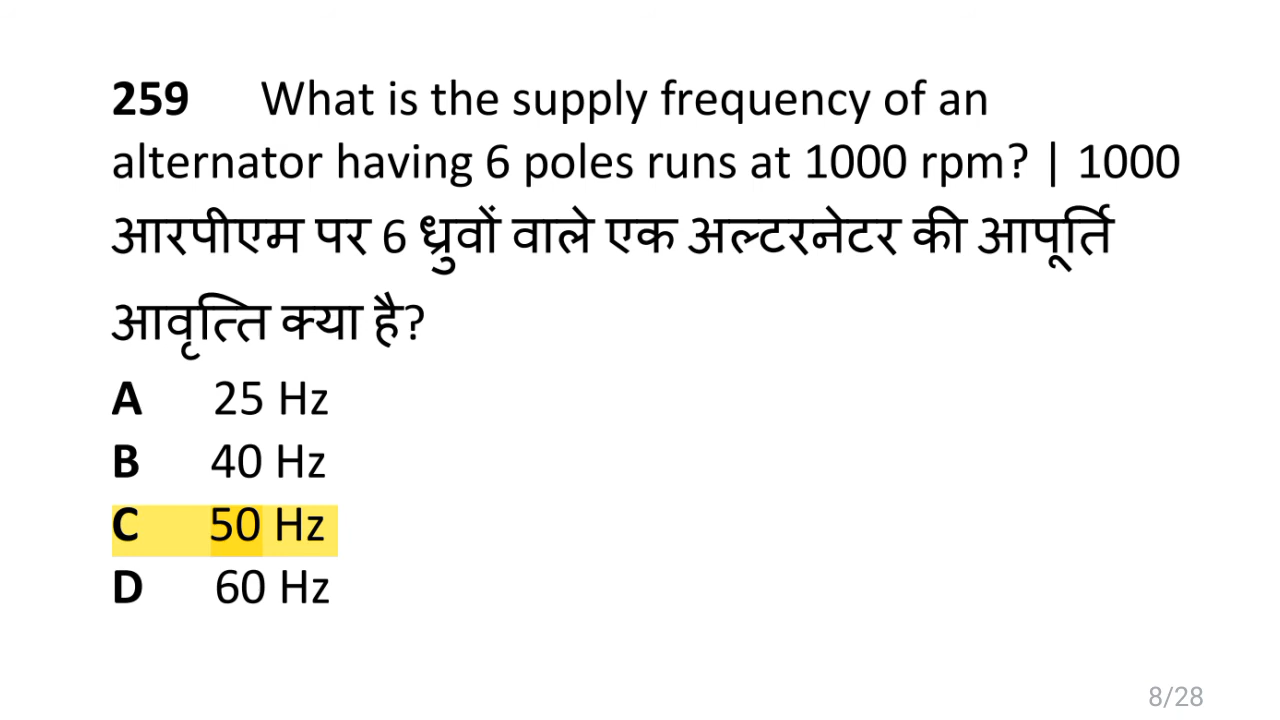 259 What is the supply frequency of an
alternator having 6 poles runs at 1000 rpm? | 1000
आरपीएम पर 6 ध्रुवों वाले एक अल्टरनेटर की आपूर्ति
आवृत्ति क्या है?
A 25 Hz
B 40 Hz
C 50 Hz
D 60 Hz
8/28